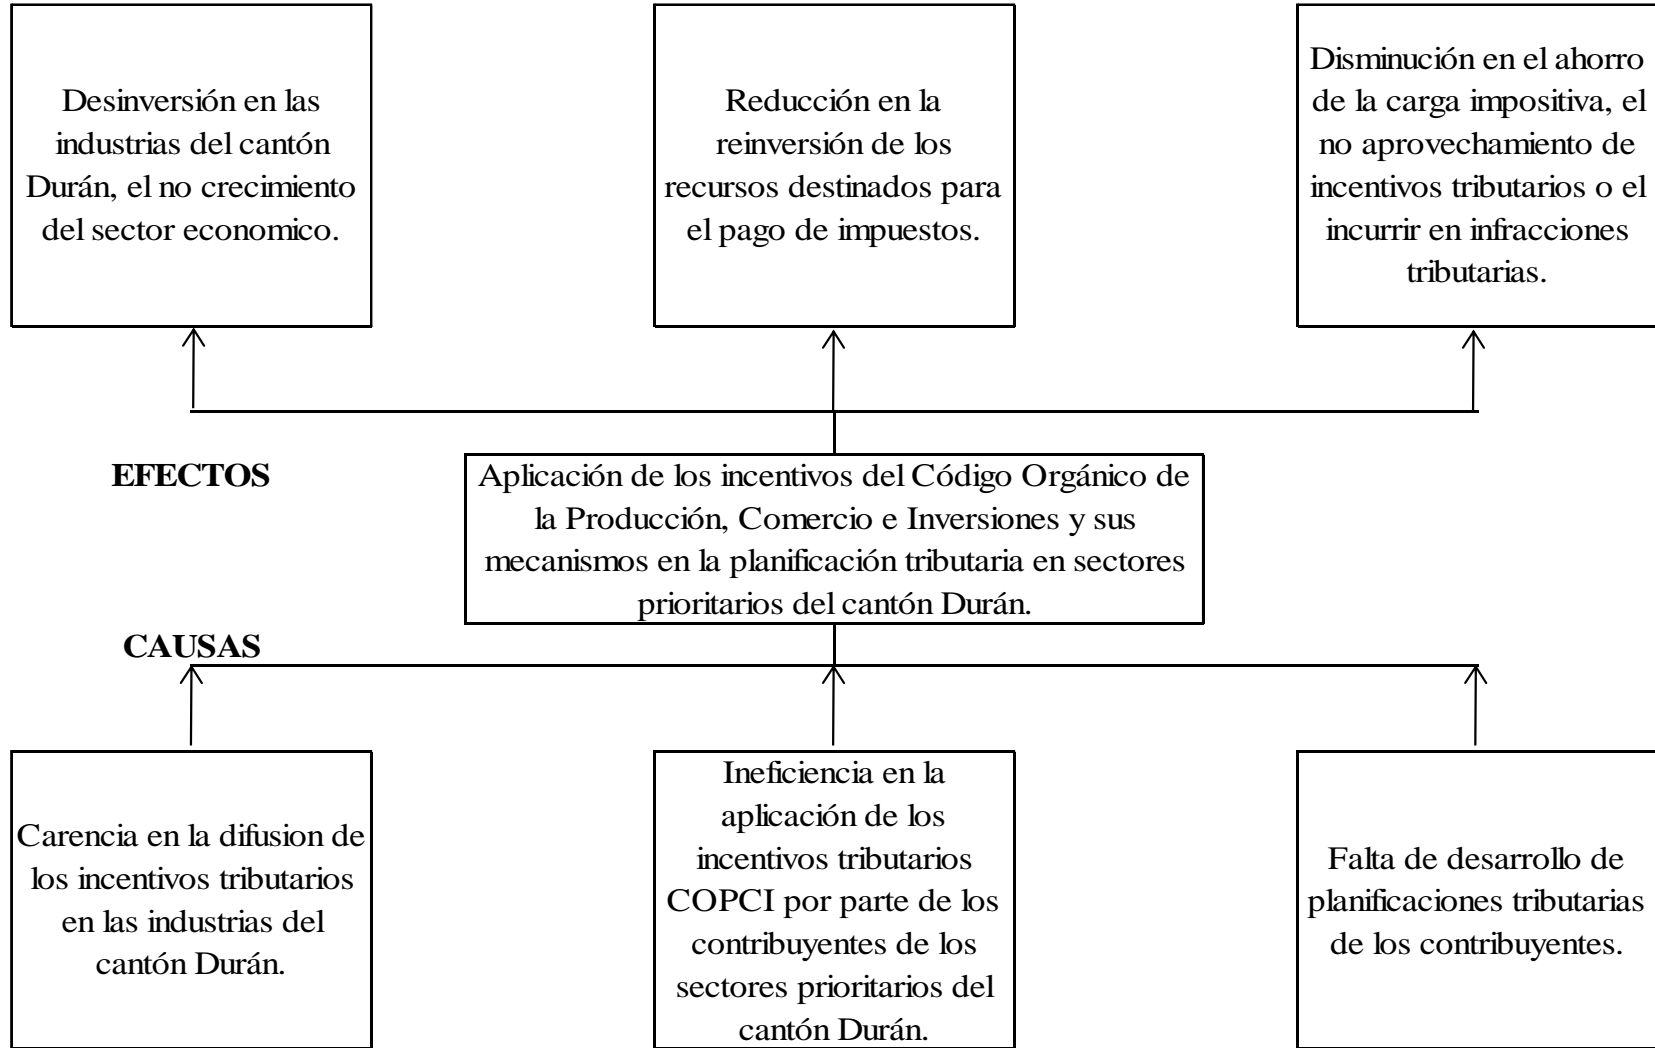 Desinversión en las
industrias del cantón
Durán, el no crecimiento
del sector economico.
Reducción en la
reinversión de los
recursos destinados para
el pago de impuestos.
Disminución en el ahorro
de la carga impositiva, el
no aprovechamiento de
incentivos tributarios o el
incurrir en infracciones
tributarias.
EFECTOS
Aplicación de los incentivos del Código Orgánico de
la Producción, Comercio e Inversiones y sus
mecanismos en la planificación tributaria en sectores
prioritarios del cantón Durán.
CAUSAS
Carencia en la difusion de
los incentivos tributarios
en las industrias del
cantón Durán.
Ineficiencia en la
aplicación de los
incentivos tributarios
COPCI por parte de los
contribuyentes de los
sectores prioritarios del
cantón Durán.
Falta de desarrollo de
planificaciones tributarias
de los contribuyentes.